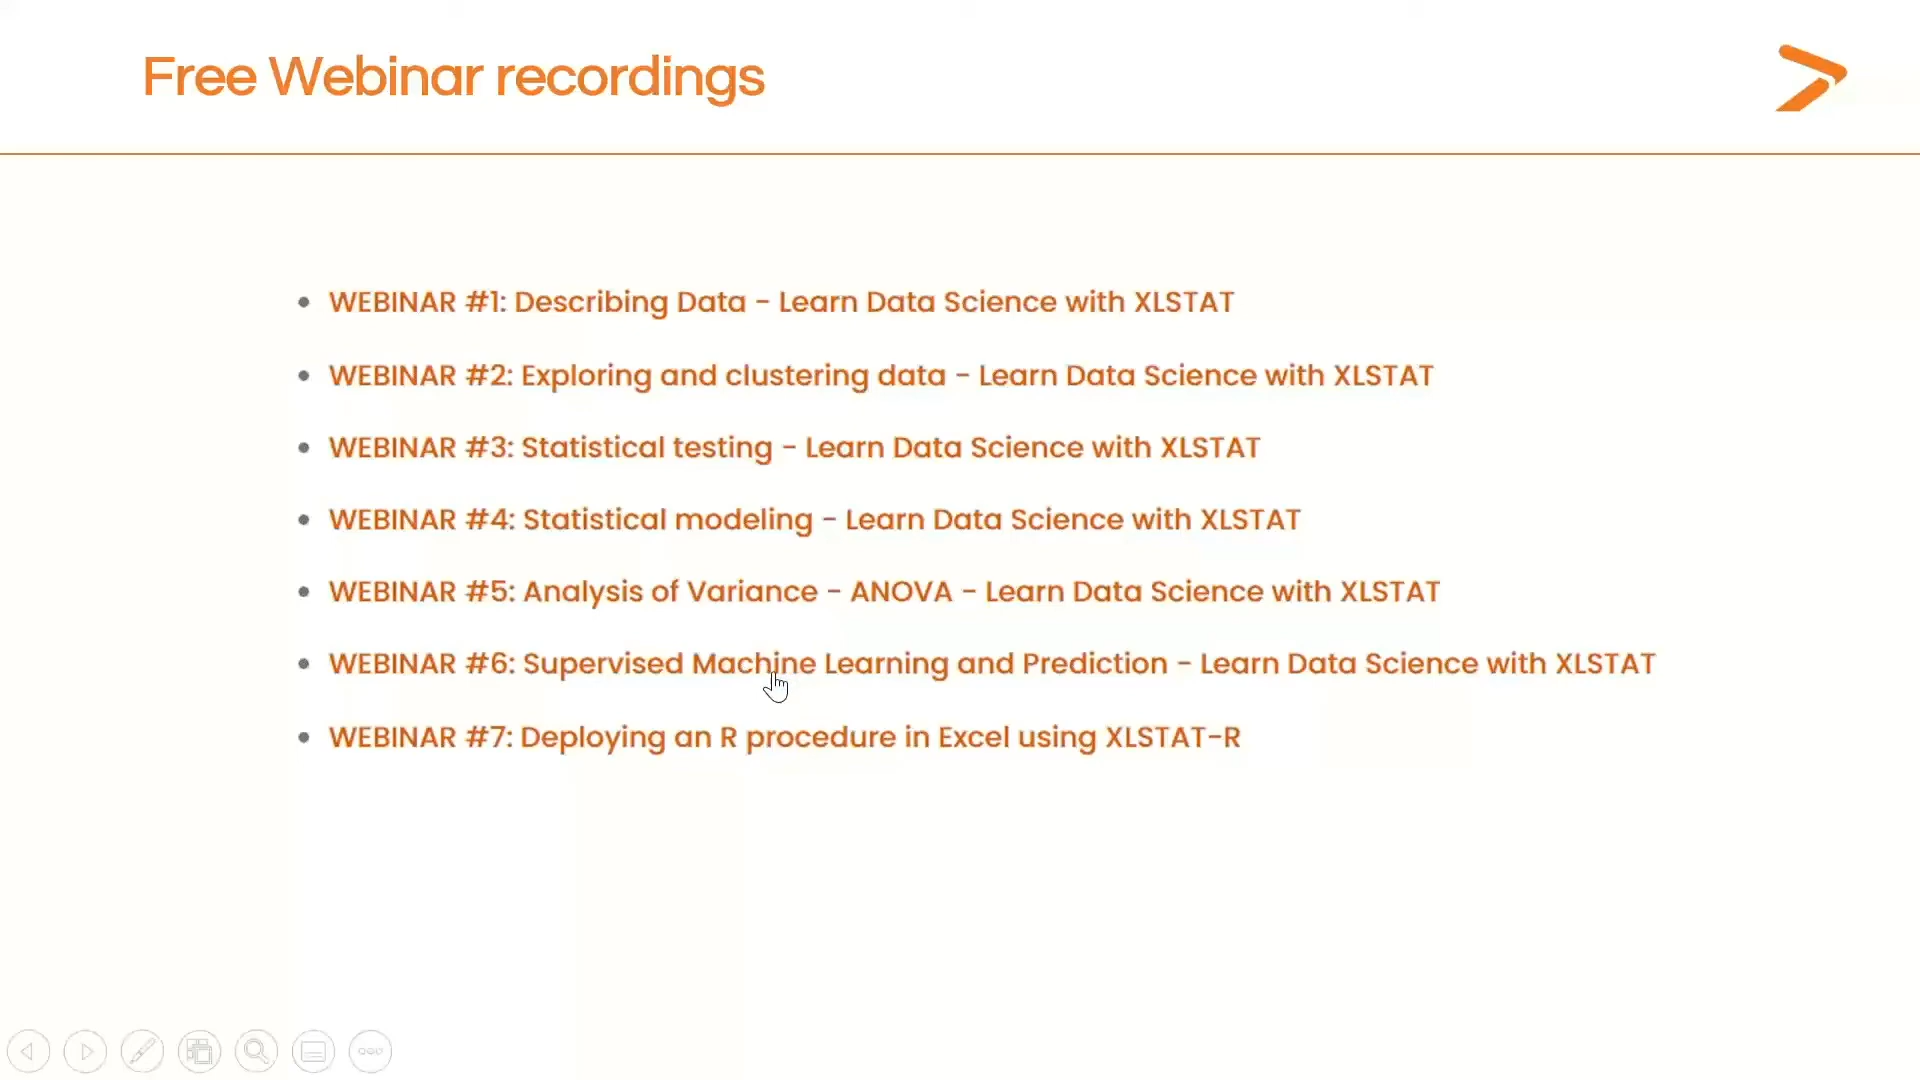 Free Webinar recordings
WEBINAR #1: Describing Data - Learn Data Science with XLSTAT
WEBINAR #2: Exploring and clustering data - Learn Data Science with XLSTAT
WEBINAR #3: Statistical testing - Learn Data Science with XLSTAT
WEBINAR #4: Statistical modeling - Learn Data Science with XLSTAT
WEBINAR #5: Analysis of Variance - ANOVA - Learn Data Science with XLSTAT
WEBINAR #6: Supervised Machine Learning and Prediction - Learn Data Science with XLSTAT
WEBINAR #7: Deploying an R procedure in Excel using XLSTAT-R